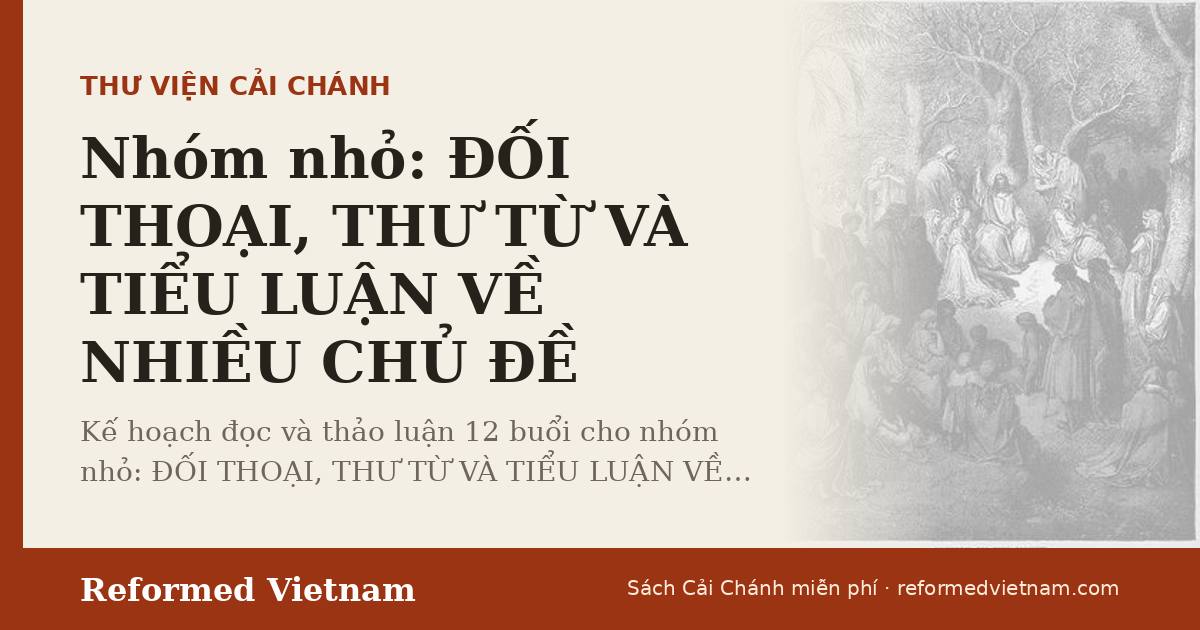 THƯ VIỆN CẢI CHÁNH
Nhóm nhỏ: ĐỐI
THOẠI, THƯ TỪ VÀ
TIỂU LUẬN VỀ
NHIỀU CHỦ ĐỀ
Kế hoạch đọc và thảo luận 12 buổi cho nhóm
nhỏ: ĐỐI THOẠI, THƯ TỪ VÀ TIỂU LUẬN VỀ...
Reformed Vietnam
Sách Cải Chánh miễn phí · reformedvietnam.com